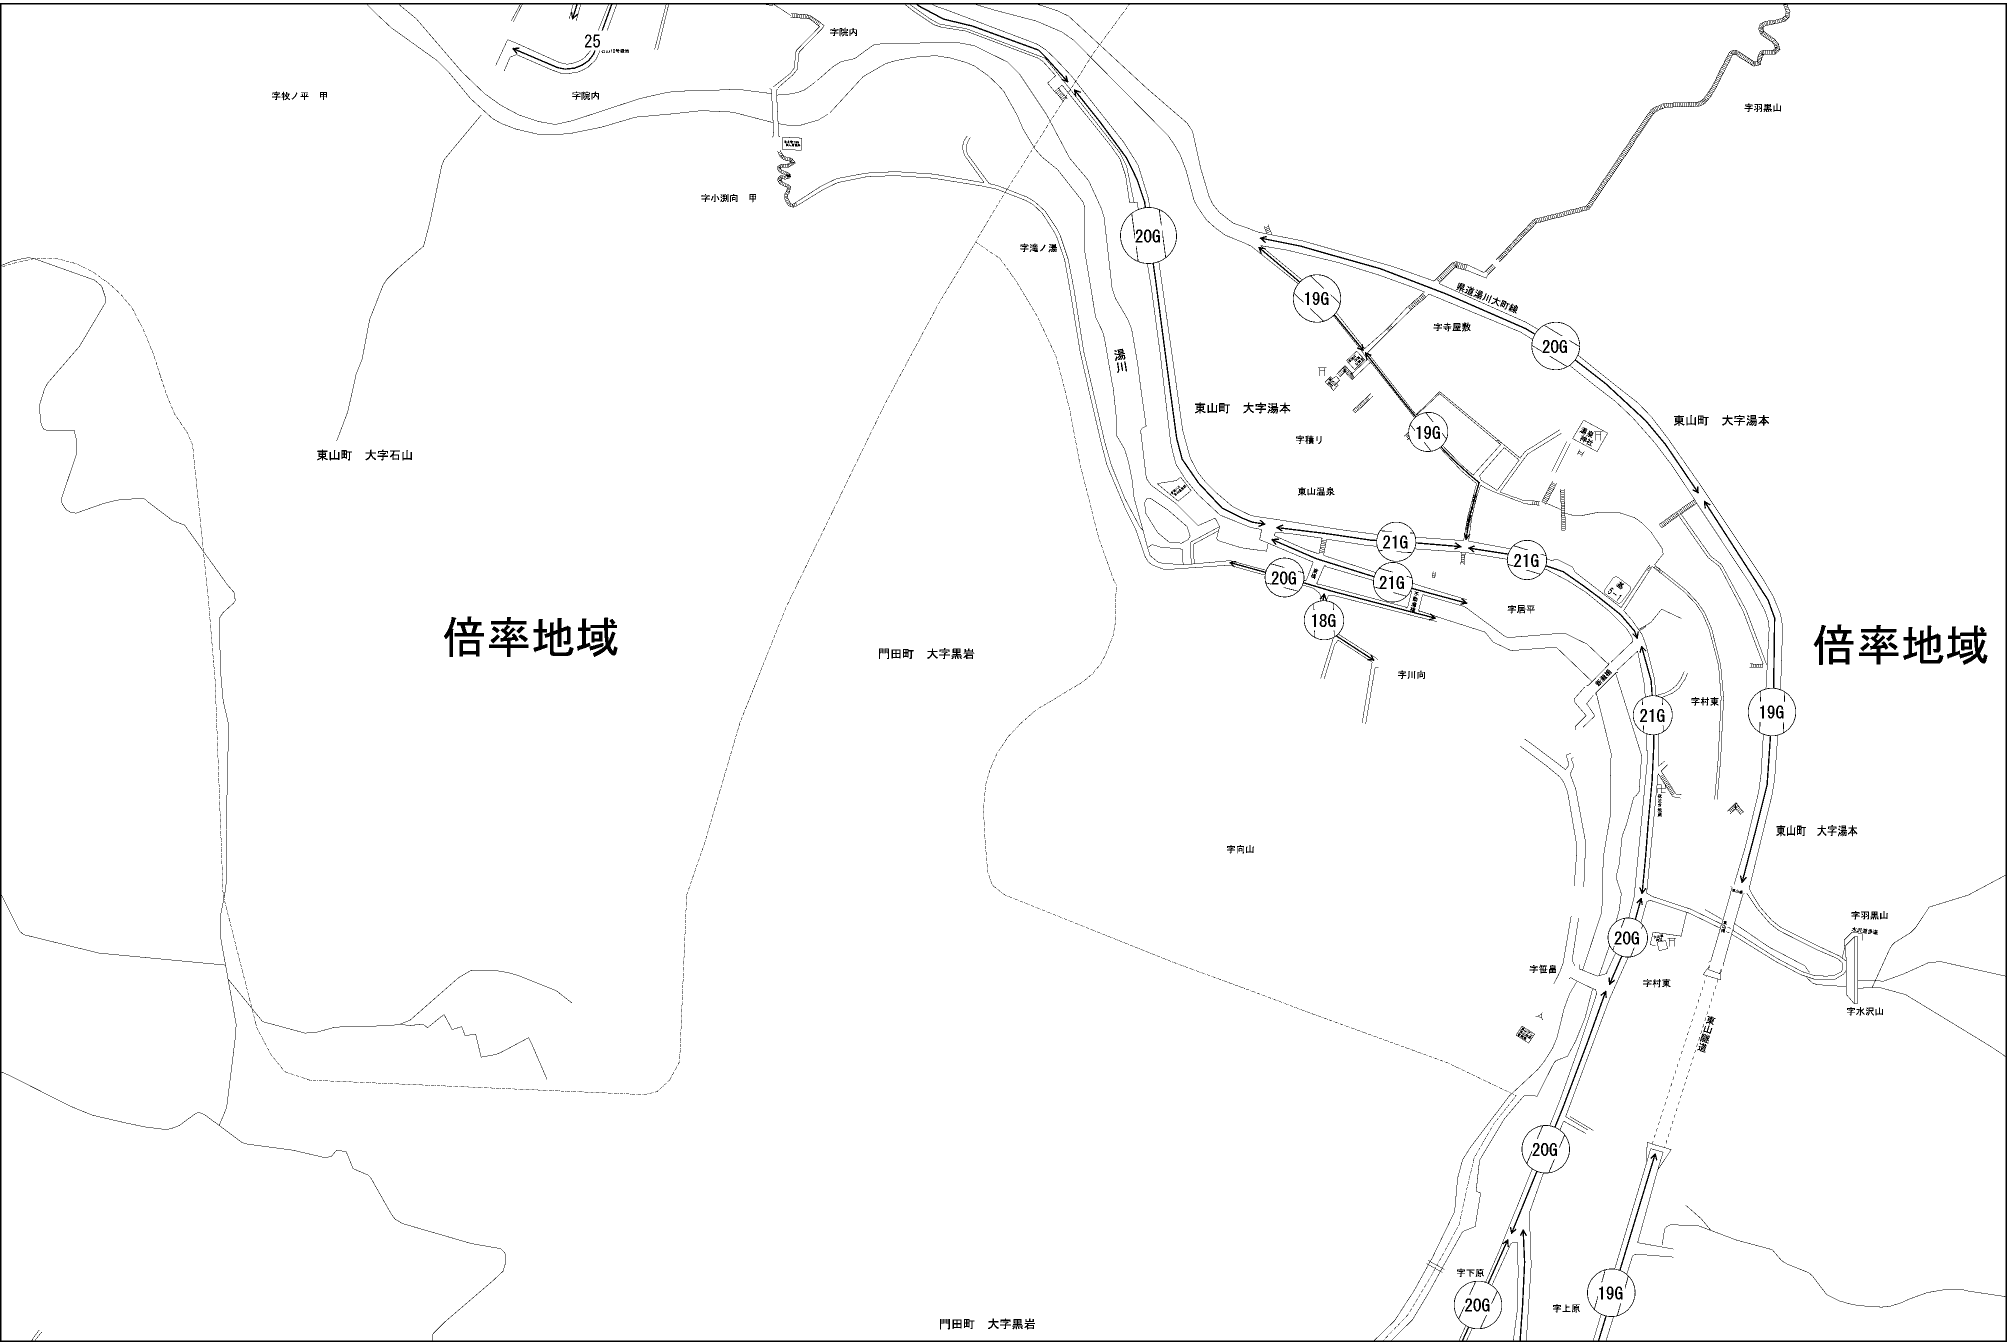 25
字院内
字牧ノ平　甲
字院内
字羽黒山
字小渕向　甲
20G
字滝ノ湯
19G
県道湯川大町線
字寺屋敷
20G
湯川
東山町　大字湯本
東山町　大字湯本
19G
字積り
温泉神社
東山町　大字石山
東山温泉
21G
21G
20G
21G
基
S-1
字居平
18G
倍率地域
倍率地域
門田町　大字黒岩
字川向
字村東
21G
19G
東山町　大字湯本
字向山
字羽黒山
20G
字笹畠
字村東
字水沢山
東山隧道
20G
字下原
20G
字上原
19G
門田町　大字黒岩